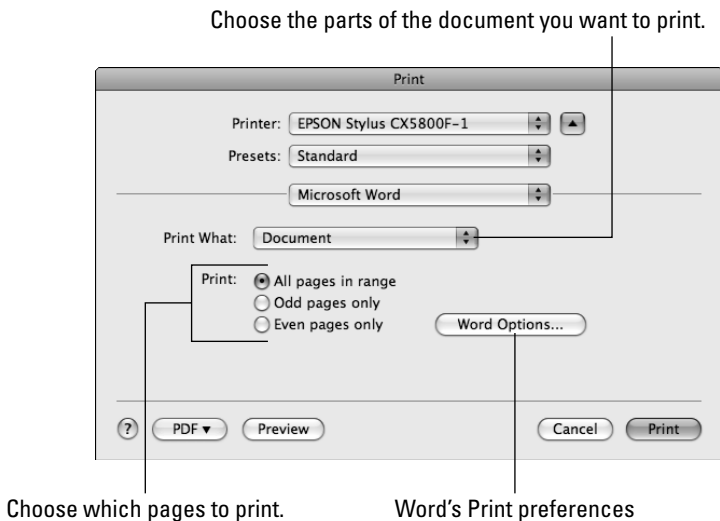 Choose the parts of the document you want to print.
Print
Printer: EPSON Stylus CX5800F-1
Presets: Standard
Microsoft Word
Print What: Document
Print: All pages in range
Odd pages only
Even pages only Word Options...
? PDF▼ Preview Cancel Print
Choose which pages to print. Word's Print preferences